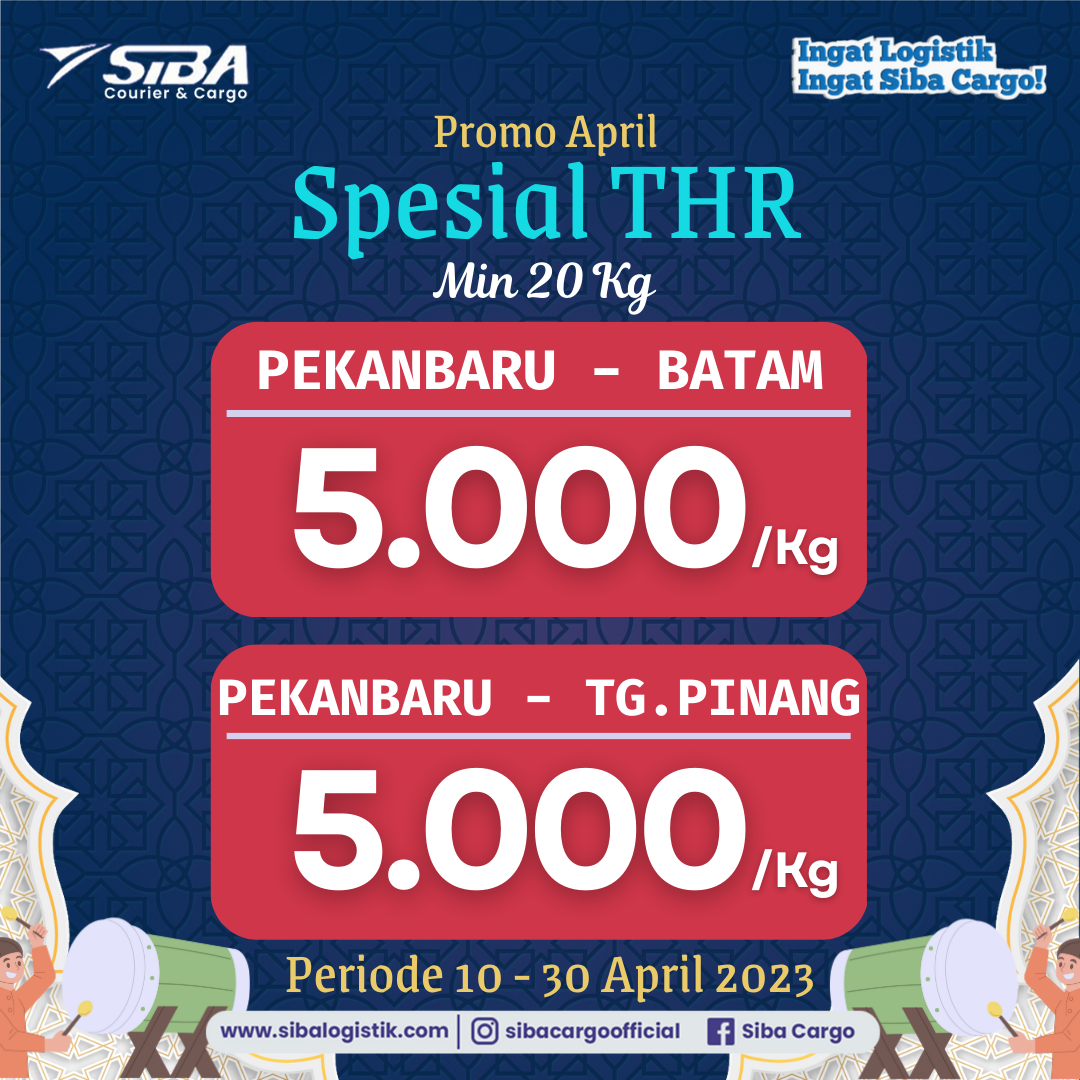 SIBA
Courier & Cargo
Ingat Logistik
Ingat Siba Cargo!
Promo April
Spesial THR
Min 20 Kg
PEKANBARU - BATAM
5.000/Kg
PEKANBARU - TG.PINANG
5.000/Kg
Periode 10 - 30 April 2023
www.sibalogistik.com | sibacargoofficial Siba Cargo